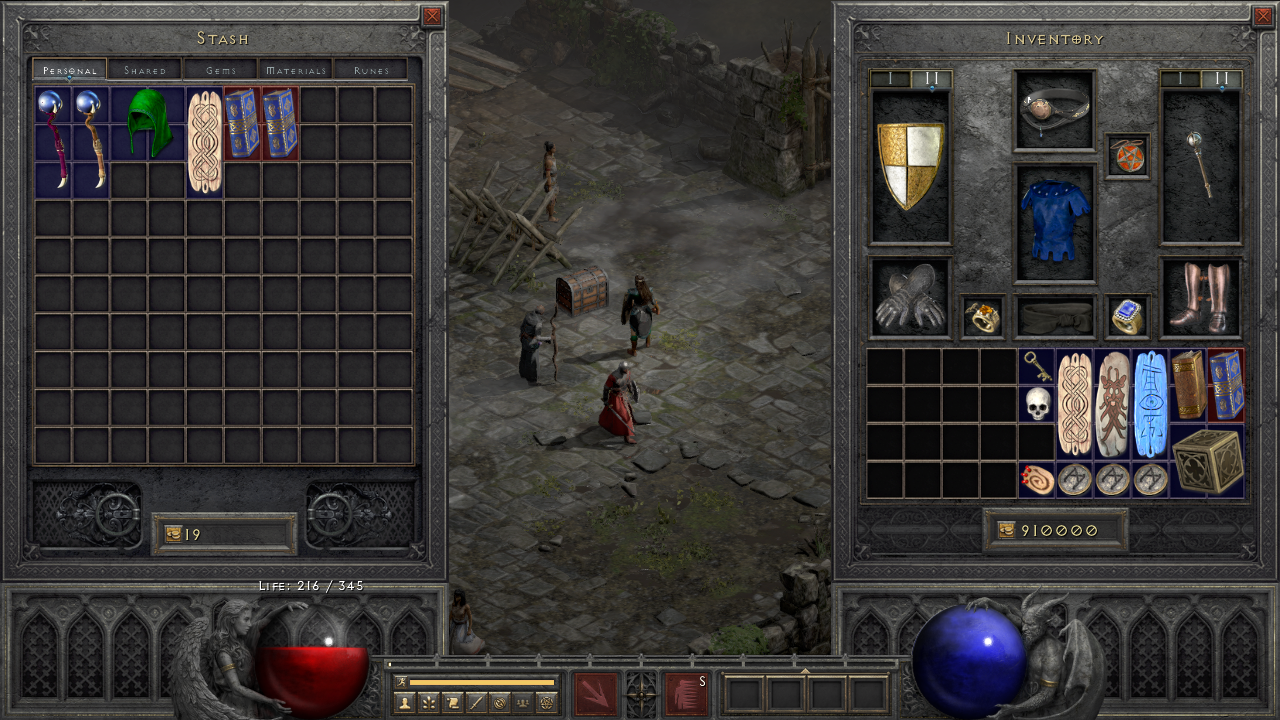 Stash
Personal
Shared
Gems
Materials
Runes
19
Life: 216 / 345
Inventory
I
II
I
II
910000
S